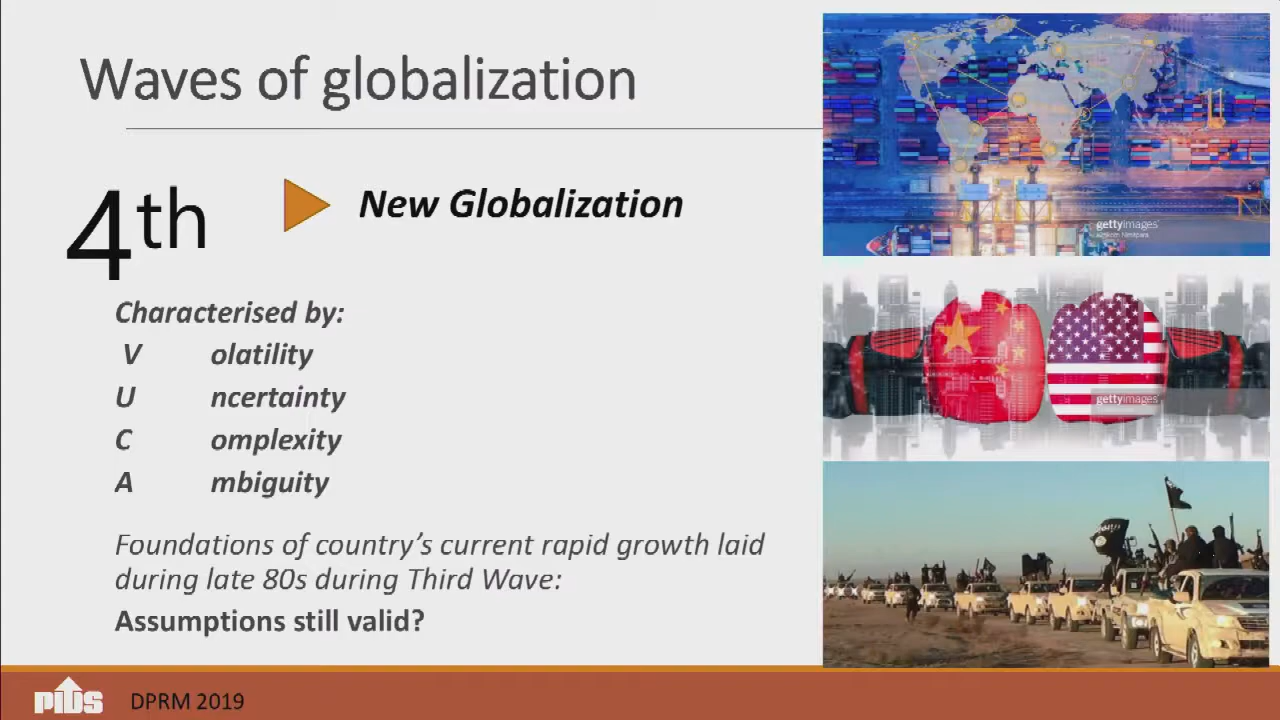 Waves of globalization
4th
New Globalization
Characterised by:
V olatility
U ncertainty
C omplexity
A mbiguity
Foundations of country's current rapid growth laid
during late 80s during Third Wave:
Assumptions still valid?
gettyimages
gettyimages
PIDS
DPRM 2019